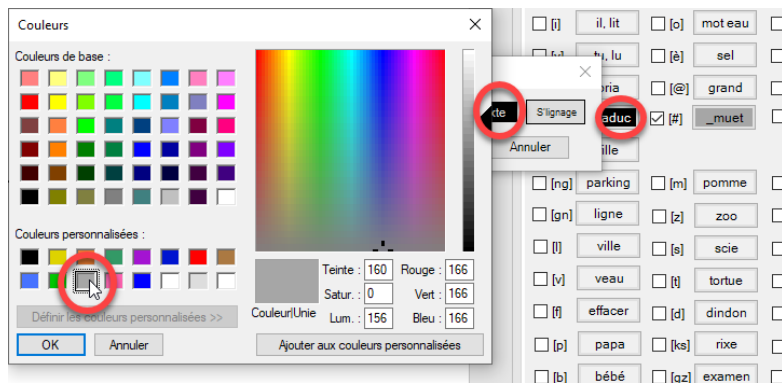 Couleurs
Couleurs de base :
Couleurs personnalisées :
Définir les couleurs personnalisées >>
OK
Annuler
Couleur|Unie
Teinte : 160
Satur. : 0
Lum. : 156
Rouge : 166
Vert : 166
Bleu : 166
Ajouter aux couleurs personnalisées
S'lignage
Annuler
[i] il, lit [o] mot eau
tu, lu [è] sel
[@] grand
[#] _muet
[ng] parking [m] pomme
[gn] ligne [z] zoo
[l] ville [s] scie
[v] veau [t] tortue
[f] effacer [d] dindon
[p] papa [ks] rixe
[b] bébé [gz] examen